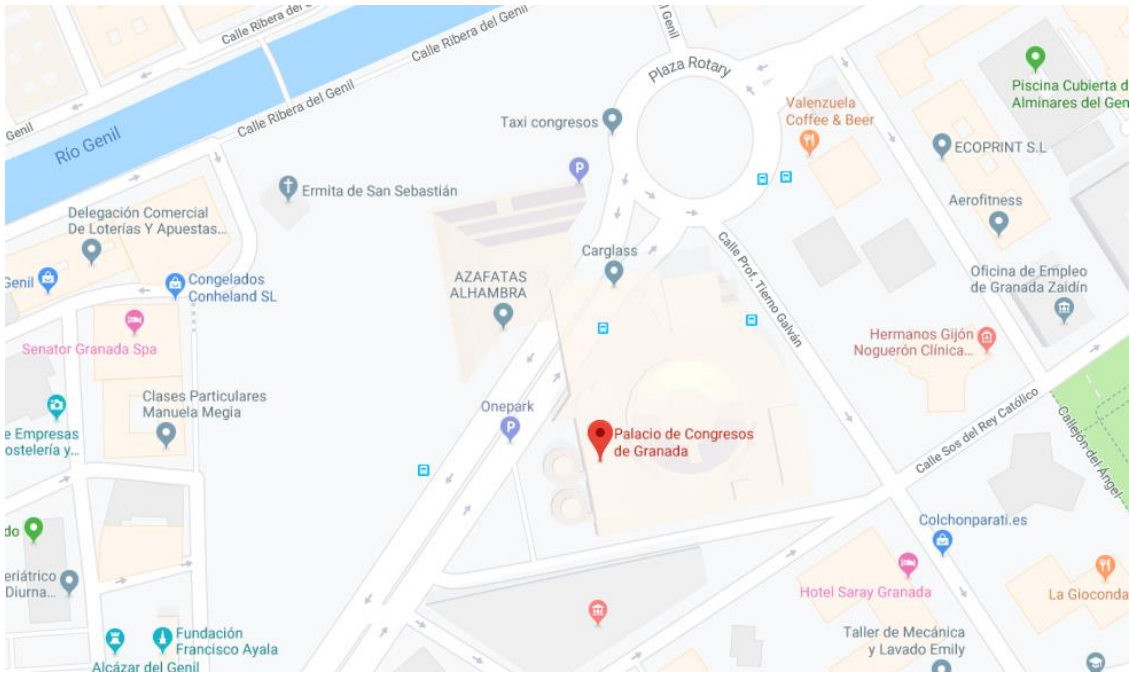 Calle Ribera del Genil
Calle Ribera del Genil
Genil
Plaza Rotary
Genil
Calle Ribera del Genil
Río Genil
Piscina Cubierta d
Alminares del Gen
Valenzuela
Coffee & Beer
Taxi congresos
ECOPRINT S.L
P
Ermita de San Sebastián
Aerofitness
Delegación Comercial
De Loterías Y Apuestas...
Carglass
Calle Prof. Tierno Galván
Genil
Congelados
Conheland SL
AZAFATAS
ALHAMBRA
Oficina de Empleo
de Granada Zaidín
Senator Granada Spa
Hermanos Gijón
Noguerón Clínica...
Clases Particulares
Manuela Megia
Onepark
P
Palacio de Congresos
de Granada
e Empresas
ostelería y...
Calle Sos del Rey Católico
Callejón del Ángel
do
Colchonparati.es
eriátrico
Diurna...
Hotel Saray Granada
La Gioconda
Fundación
Francisco Ayala
Alcázar del Genil
Taller de Mecánica
y Lavado Emily